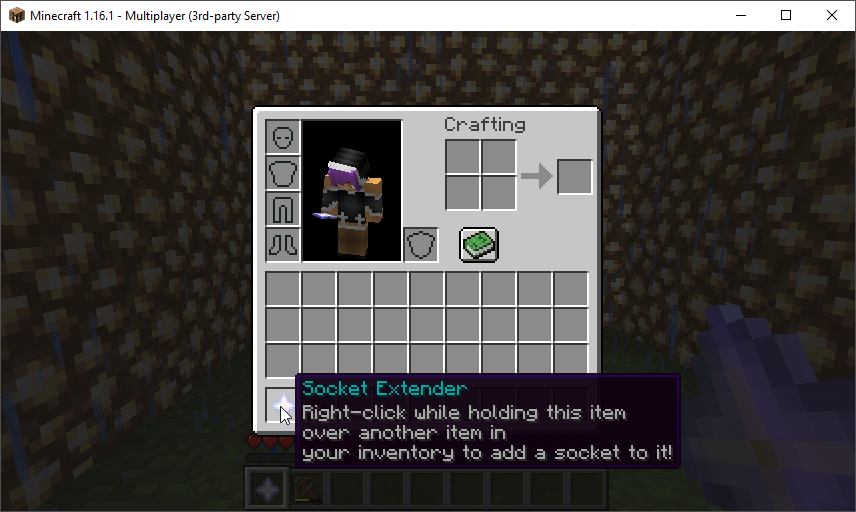 Minecraft 1.16.1 - Multiplayer (3rd-party Server)
Crafting
Socket Extender
Right-click while holding this item
over another item in
your inventory to add a socket to it!